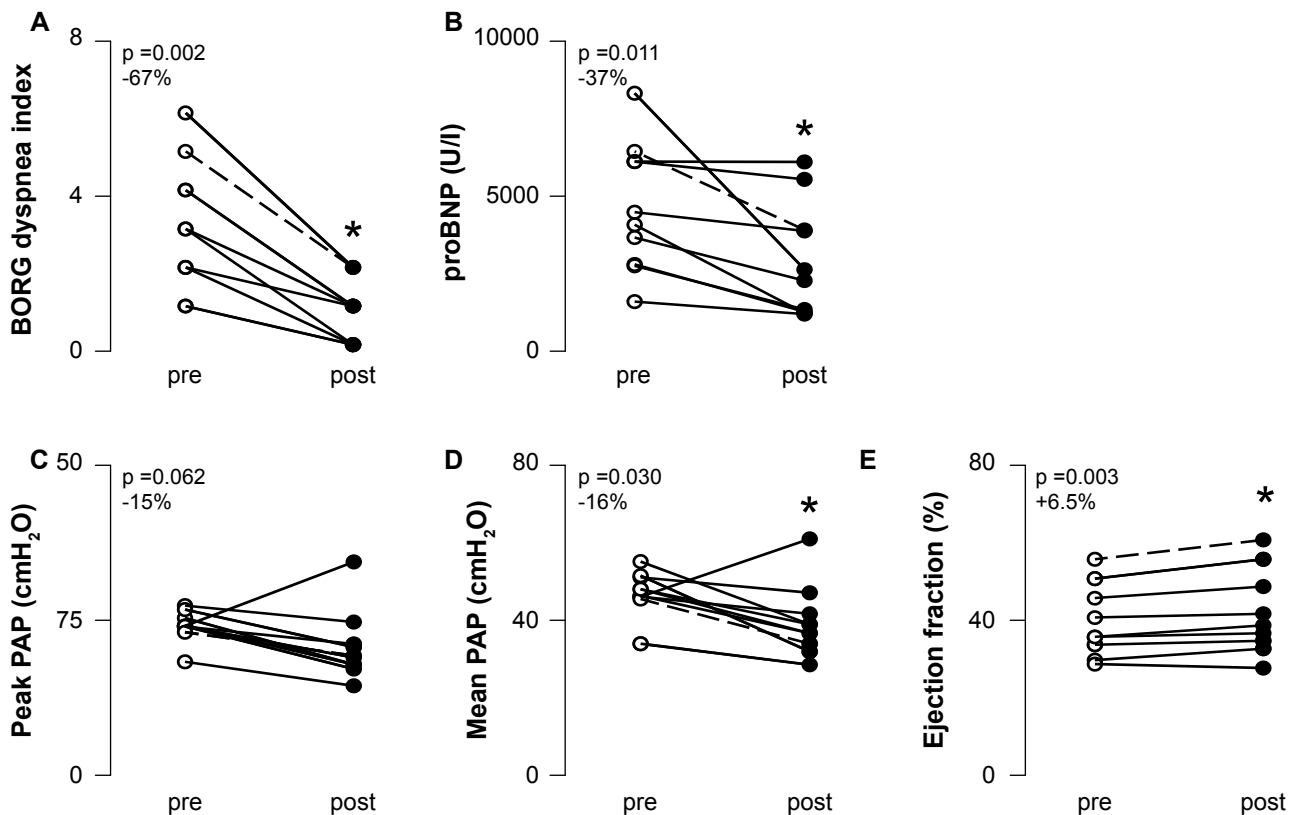 A
8
p =0.002
-67%
BORG dyspnea index
4
*
0
pre
post
B
10000
p =0.011
-37%
proBNP (U/l)
5000
*
0
pre
post
C
50
p =0.062
-15%
Peak PAP (cmH₂O)
75
0
pre
post
D
80
p =0.030
-16%
Mean PAP (cmH₂O)
40
*
0
pre
post
E
80
p =0.003
+6.5%
Ejection fraction (%)
40
*
0
pre
post